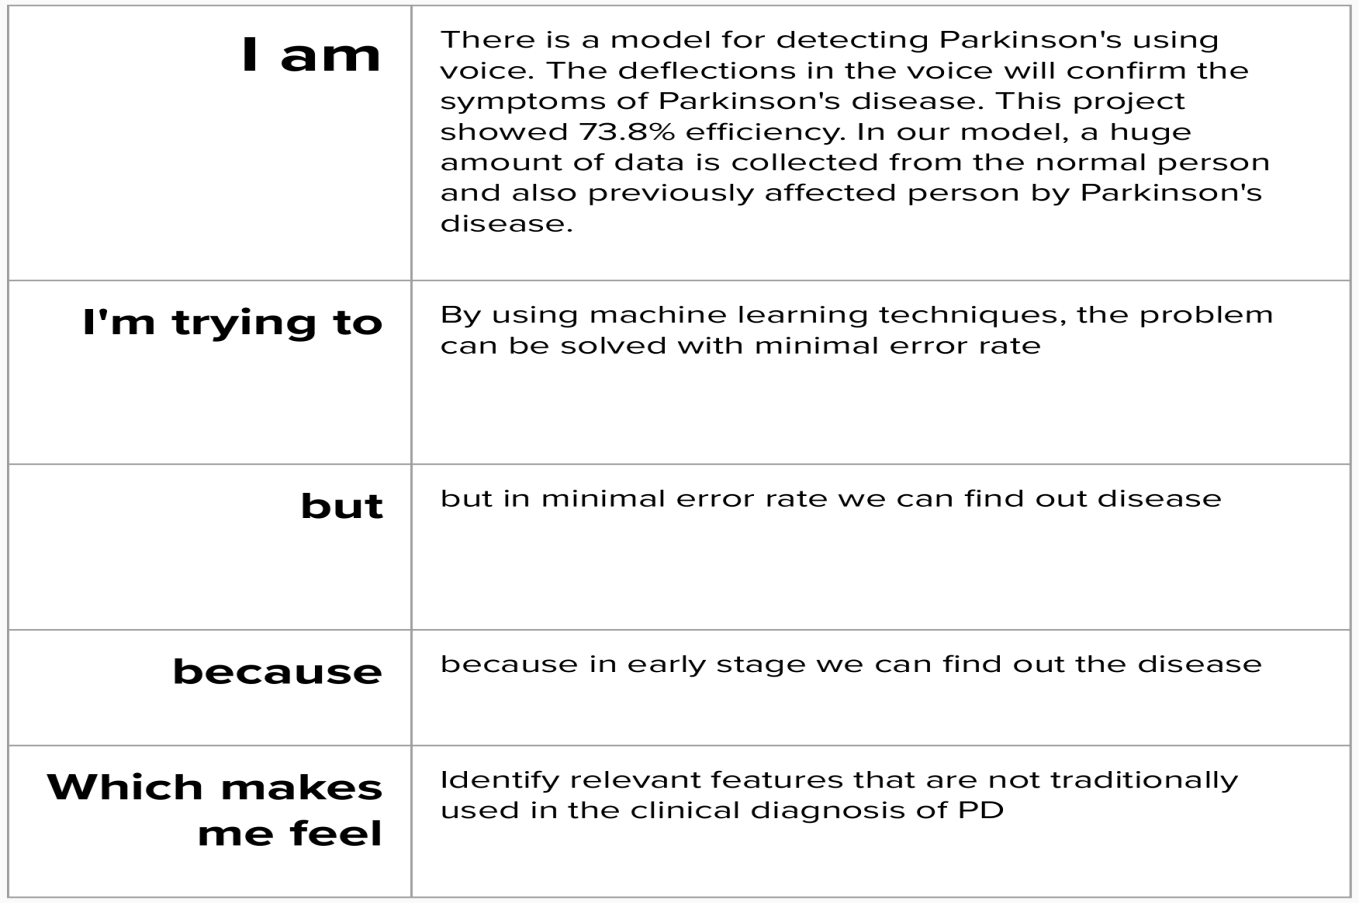 I am
There is a model for detecting Parkinson's using
voice. The deflections in the voice will confirm the
symptoms of Parkinson's disease. This project
showed 73.8% efficiency. In our model, a huge
amount of data is collected from the normal person
and also previously affected person by Parkinson's
disease.
I'm trying to
By using machine learning techniques, the problem
can be solved with minimal error rate
but
but in minimal error rate we can find out disease
because
because in early stage we can find out the disease
Which makes
me feel
Identify relevant features that are not traditionally
used in the clinical diagnosis of PD